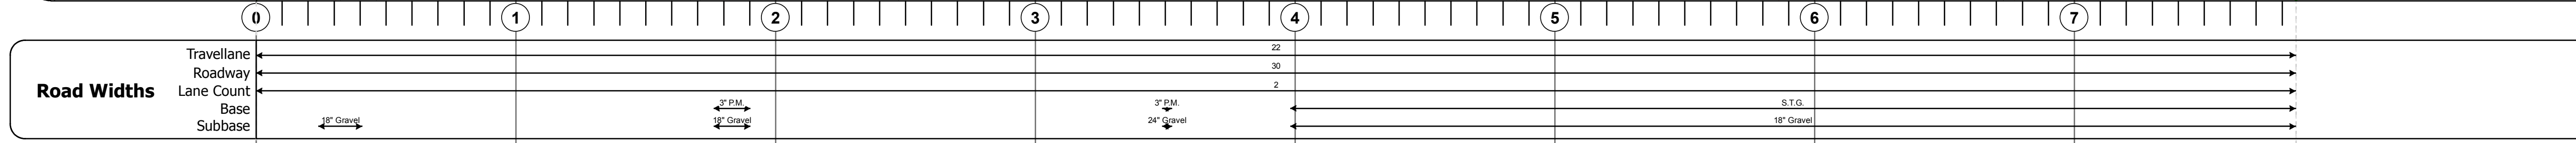 0 1 2 3 4 5 6 7
Travellane 22
Roadway 30
Road Widths Lane Count 2
Base 3" P.M. 3" P.M. S.T.G.
Subbase 18" Gravel 18" Gravel 24" Gravel 18" Gravel